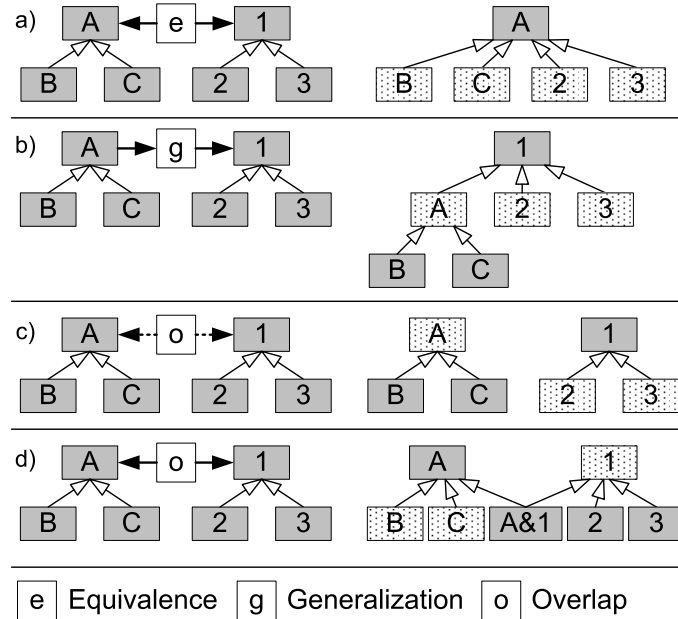 a) A e 1 A
B C 2 3 B C 2 3
b) A g 1 1
B C 2 3 A 2 3
B C
c) A o 1 A 1
B C 2 3 B C 2 3
d) A o 1 A 1
B C 2 3 B C A&1 2 3
e Equivalence g Generalization o Overlap